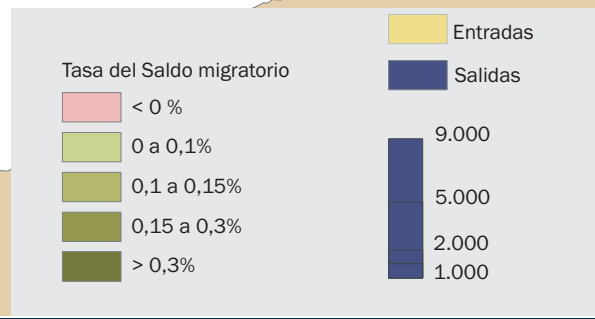 Tasa del Saldo migratorio
< 0 %
0 a 0,1%
0,1 a 0,15%
0,15 a 0,3%
> 0,3%
Entradas
Salidas
9.000
5.000
2.000
1.000